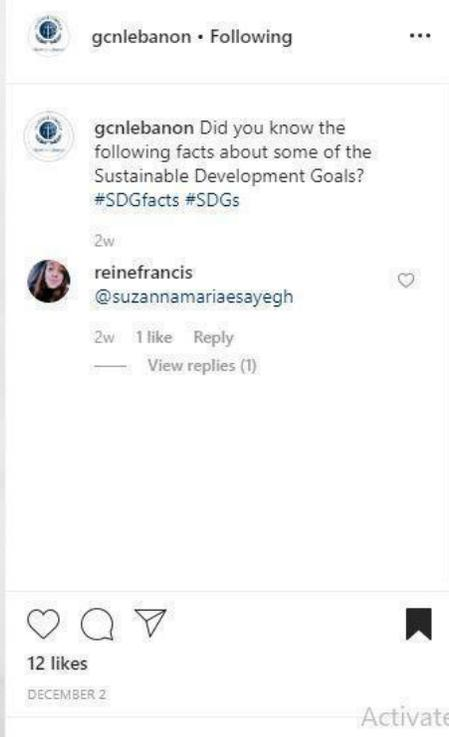 gcnlebanon • Following
gcnlebanon Did you know the
following facts about some of the
Sustainable Development Goals?
#SDGfacts #SDGs
2w
reinefrancis
@suzannamariaesayegh
2w 1 like Reply
View replies (1)
12 likes
DECEMBER 2
Activate